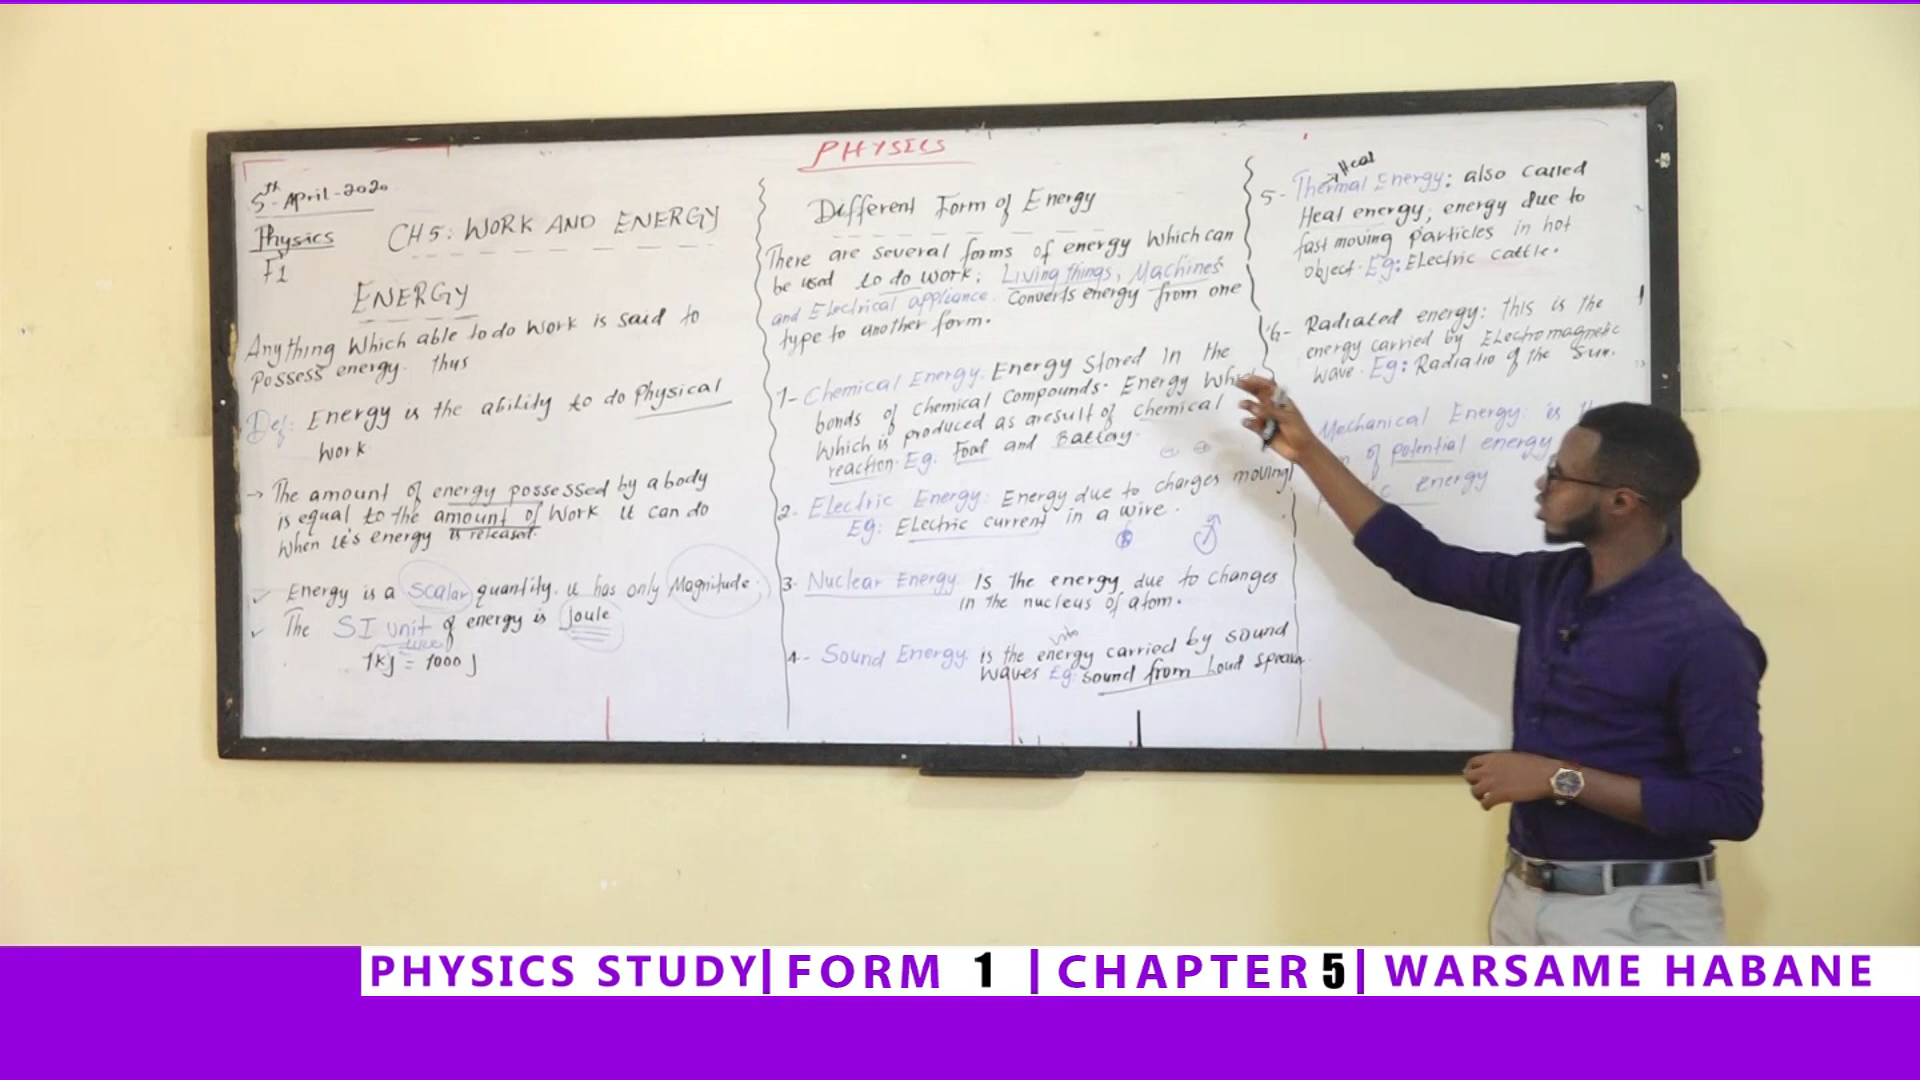 PHYSICS
5th April-2020
Physics
F1
CH5: WORK AND ENERGY
ENERGY
Anything Which able to do Work is said to
Possess energy. thus
Def: Energy is the ability to do Physical
Work.
→ The amount of energy possessed by a body
is equal to the amount of Work it can do
When it's energy is released.
✓ Energy is a Scalar quantity. it has only Magnitude.
✓ The SI unit of energy is joule
1kj = 1000 J
Different Form of Energy
There are several forms of energy Which can
be used to do work; Living things, Machines
and Electrical appliance. Converts energy from one
type to another form.
1- Chemical Energy. Energy Stored in the
bonds of chemical Compounds. Energy Which
Which is produced as aresult of chemical
reaction. Eg. Food and Battery.
2. Electric Energy: Energy due to charges moving
Eg: Electric current in a wire.
3. Nuclear Energy is the energy due to changes
in the nucleus of atom.
4- Sound Energy is the energy carried by sound
waves Eg: Sound from Loud
5- Thermal Energy: also called
Heat energy; energy due to
fast moving particles in hot
object. Eg: Electric cattle.
6- Radiated energy: this is the
energy carried by Electromagnetic
wave. Eg: Radiatio of the Sun.
Mechanical Energy: is
of potential energy
energy
PHYSICS STUDY| FORM 1 | CHAPTER 5| WARSAME HABANE